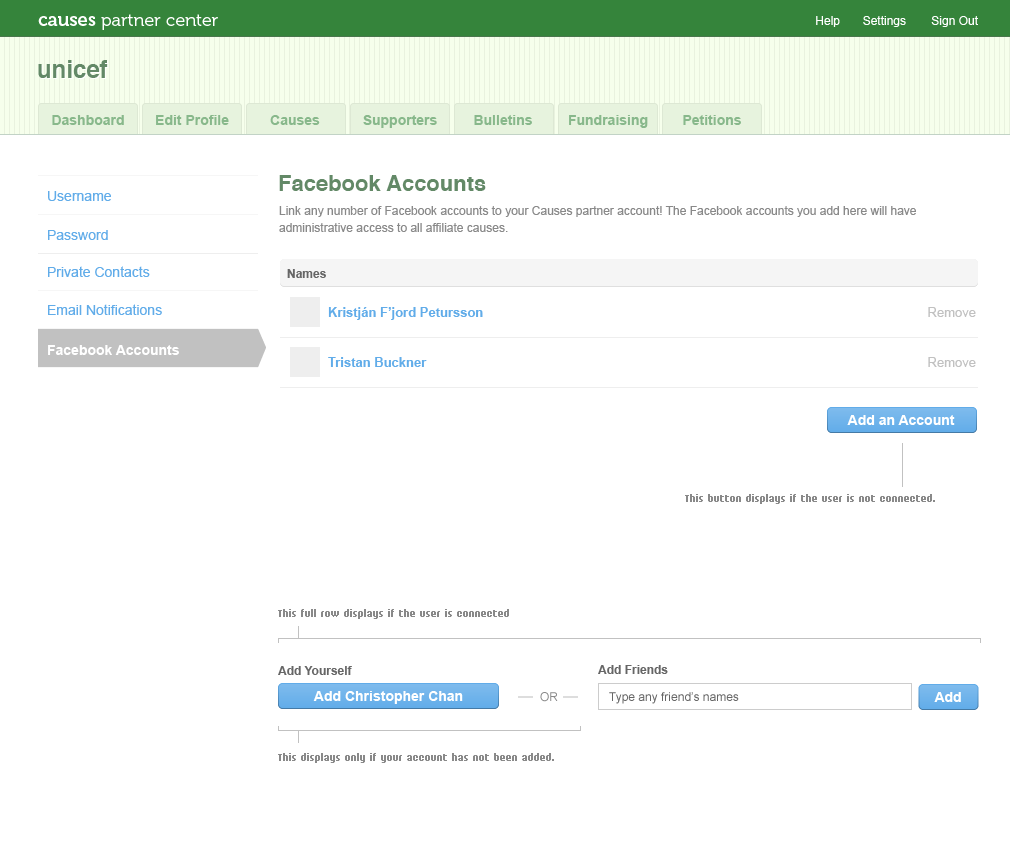 causes partner center
Help Settings Sign Out
unicef
Dashboard Edit Profile Causes Supporters Bulletins Fundraising Petitions
Username
Password
Private Contacts
Email Notifications
Facebook Accounts
Facebook Accounts
Link any number of Facebook accounts to your Causes partner account! The Facebook accounts you add here will have
administrative access to all affiliate causes.
Names
Kristján F'jord Petursson Remove
Tristan Buckner Remove
Add an Account
This button displays if the user is not connected.
This full row displays if the user is connected
Add Yourself
Add Christopher Chan
OR
Add Friends
Type any friend's names
Add
This displays only if your account has not been added.